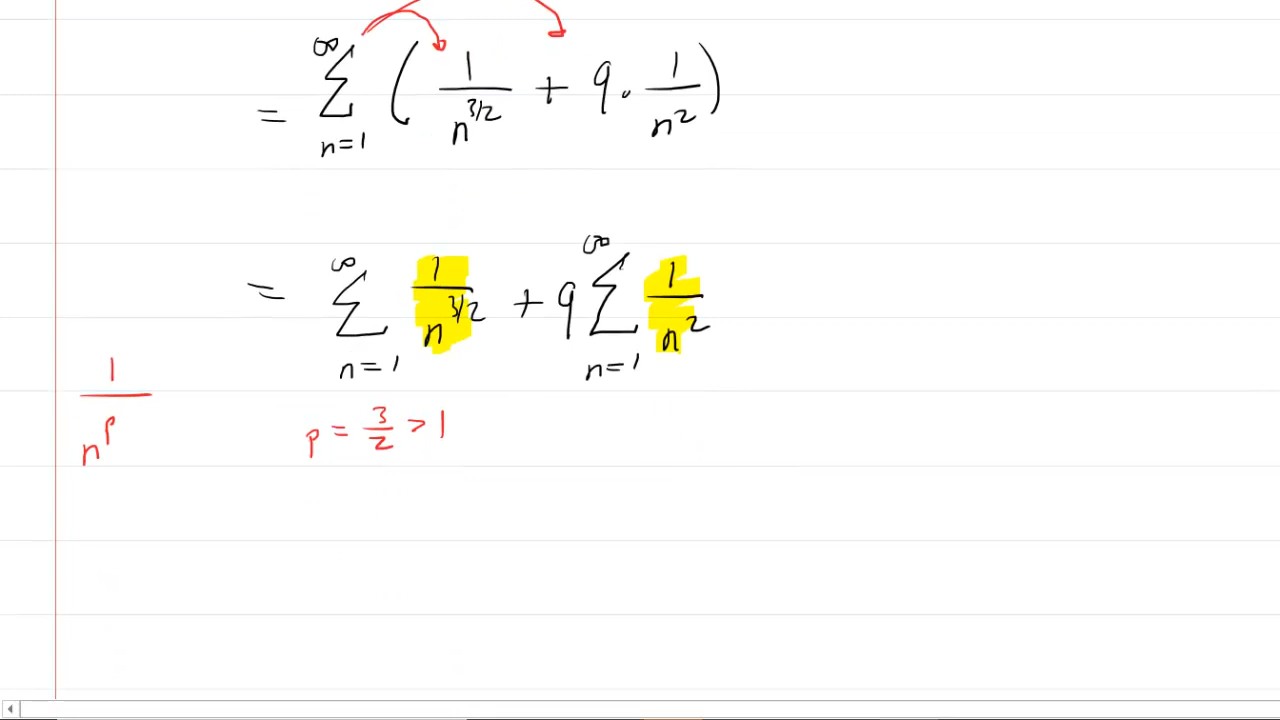 = ∞∑n=1 ( 1/n^3/2 + 9 · 1/n^2 )
= ∞∑n=1 1/n^3/2 + 9 ∞∑n=1 1/n^2
1/n^p
p = 3/2 > 1